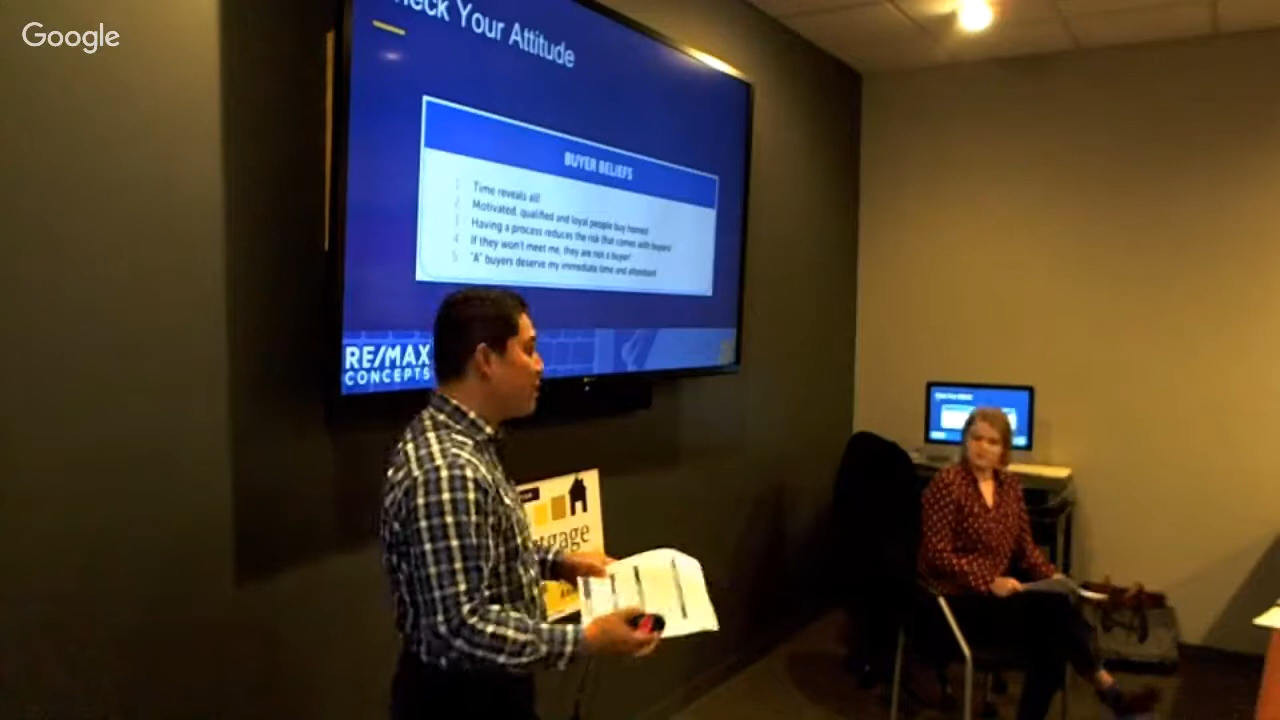 Google
heck Your Attitude
BUYER BELIEFS
1 Time reveals all!
2 Motivated, qualified and loyal people buy homes!
3 Having a process reduces the risk that comes with buyers!
4 If they won't meet me, they are not a buyer!
5 "A" buyers deserve my immediate time and attention!
RE/MAX
CONCEPTS
tgage